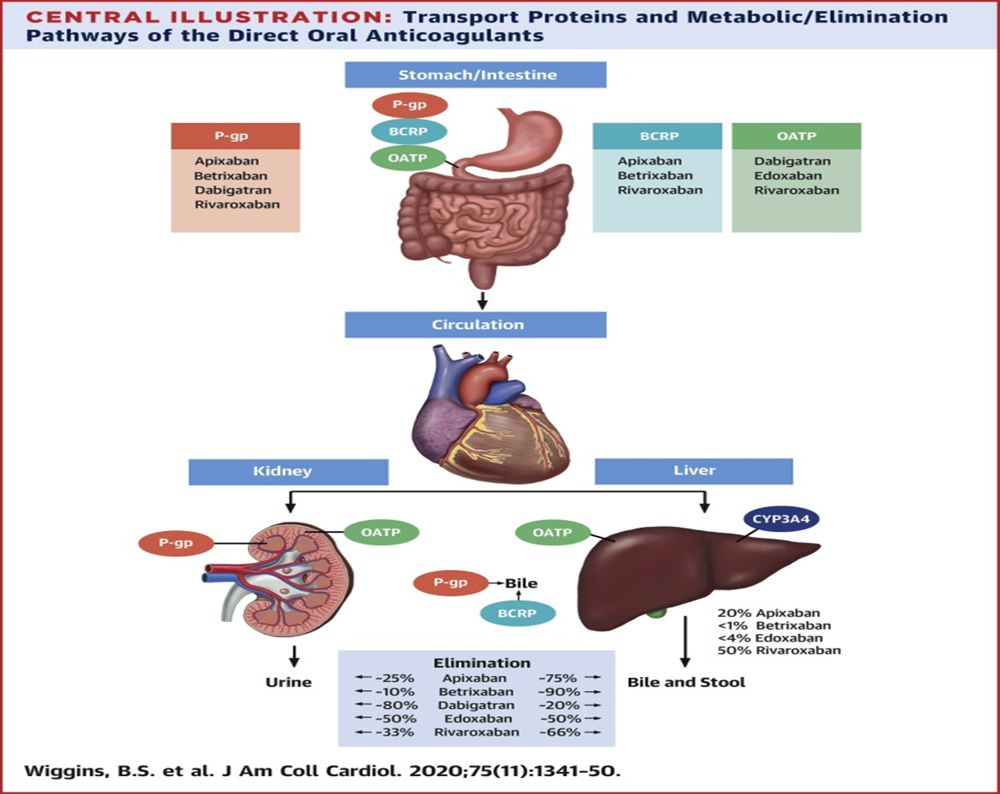 CENTRAL ILLUSTRATION: Transport Proteins and Metabolic/Elimination
Pathways of the Direct Oral Anticoagulants
Stomach/Intestine
P-gp
BCRP
OATP
P-gp
Apixaban
Betrixaban
Dabigatran
Rivaroxaban
BCRP
Apixaban
Betrixaban
Rivaroxaban
OATP
Dabigatran
Edoxaban
Rivaroxaban
Circulation
Kidney
Liver
P-gp
OATP
OATP
CYP3A4
P-gp
Bile
BCRP
20% Apixaban
<1% Betrixaban
<4% Edoxaban
50% Rivaroxaban
Urine
Elimination
← ~25% Apixaban ~75% →
← ~10% Betrixaban ~90% →
← ~80% Dabigatran ~20% →
← ~50% Edoxaban ~50% →
← ~33% Rivaroxaban ~66% →
Bile and Stool
Wiggins, B.S. et al. J Am Coll Cardiol. 2020;75(11):1341–50.